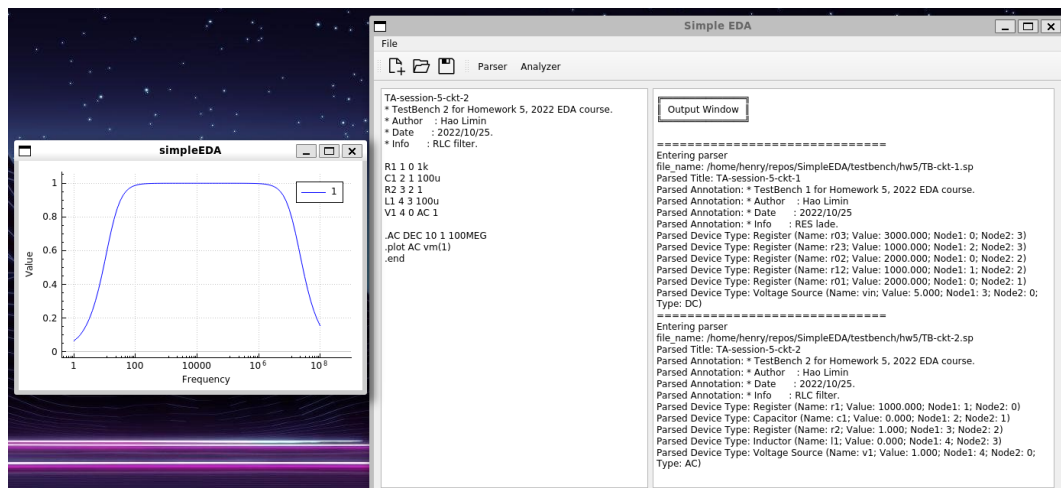 Simple EDA
File
Parser Analyzer
TA-session-5-ckt-2
* TestBench 2 for Homework 5, 2022 EDA course.
* Author : Hao Limin
* Date : 2022/10/25.
* Info : RLC filter.
R1 1 0 1k
C1 2 1 100u
R2 3 2 1
L1 4 3 100u
V1 4 0 AC 1
.AC DEC 10 1 100MEG
.plot AC vm(1)
.end
Output Window
==============================
Entering parser
file_name: /home/henry/repos/SimpleEDA/testbench/hw5/TB-ckt-1.sp
Parsed Title: TA-session-5-ckt-1
Parsed Annotation: * TestBench 1 for Homework 5, 2022 EDA course.
Parsed Annotation: * Author : Hao Limin
Parsed Annotation: * Date : 2022/10/25
Parsed Annotation: * Info : RES lade.
Parsed Device Type: Register (Name: r03; Value: 3000.000; Node1: 0; Node2: 3)
Parsed Device Type: Register (Name: r23; Value: 1000.000; Node1: 2; Node2: 3)
Parsed Device Type: Register (Name: r02; Value: 2000.000; Node1: 0; Node2: 2)
Parsed Device Type: Register (Name: r12; Value: 1000.000; Node1: 1; Node2: 2)
Parsed Device Type: Register (Name: r01; Value: 2000.000; Node1: 0; Node2: 1)
Parsed Device Type: Voltage Source (Name: vin; Value: 5.000; Node1: 3; Node2: 0;
Type: DC)
==============================
Entering parser
file_name: /home/henry/repos/SimpleEDA/testbench/hw5/TB-ckt-2.sp
Parsed Title: TA-session-5-ckt-2
Parsed Annotation: * TestBench 2 for Homework 5, 2022 EDA course.
Parsed Annotation: * Author : Hao Limin
Parsed Annotation: * Date : 2022/10/25.
Parsed Annotation: * Info : RLC filter.
Parsed Device Type: Register (Name: r1; Value: 1000.000; Node1: 1; Node2: 0)
Parsed Device Type: Capacitor (Name: c1; Value: 0.000; Node1: 2; Node2: 1)
Parsed Device Type: Register (Name: r2; Value: 1.000; Node1: 3; Node2: 2)
Parsed Device Type: Inductor (Name: l1; Value: 0.000; Node1: 4; Node2: 3)
Parsed Device Type: Voltage Source (Name: v1; Value: 1.000; Node1: 4; Node2: 0;
Type: AC)
simpleEDA
1
1
0.8
0.6
Value
0.4
0.2
0
1 100 10000 10⁶ 10⁸
Frequency